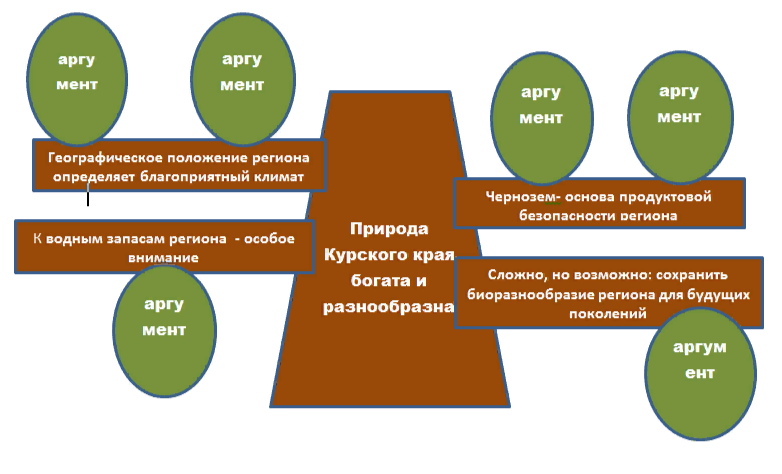 аргу
мент
аргу
мент
Географическое положение региона
определяет благоприятный климат
К водным запасам региона - особое
внимание
аргу
мент
Природа
Курского края
богата и
разнообразна
аргу
мент
аргу
мент
Чернозем- основа продуктовой
безопасности региона
Сложно, но возможно: сохранить
биоразнообразие региона для будущих
поколений
аргум
ент